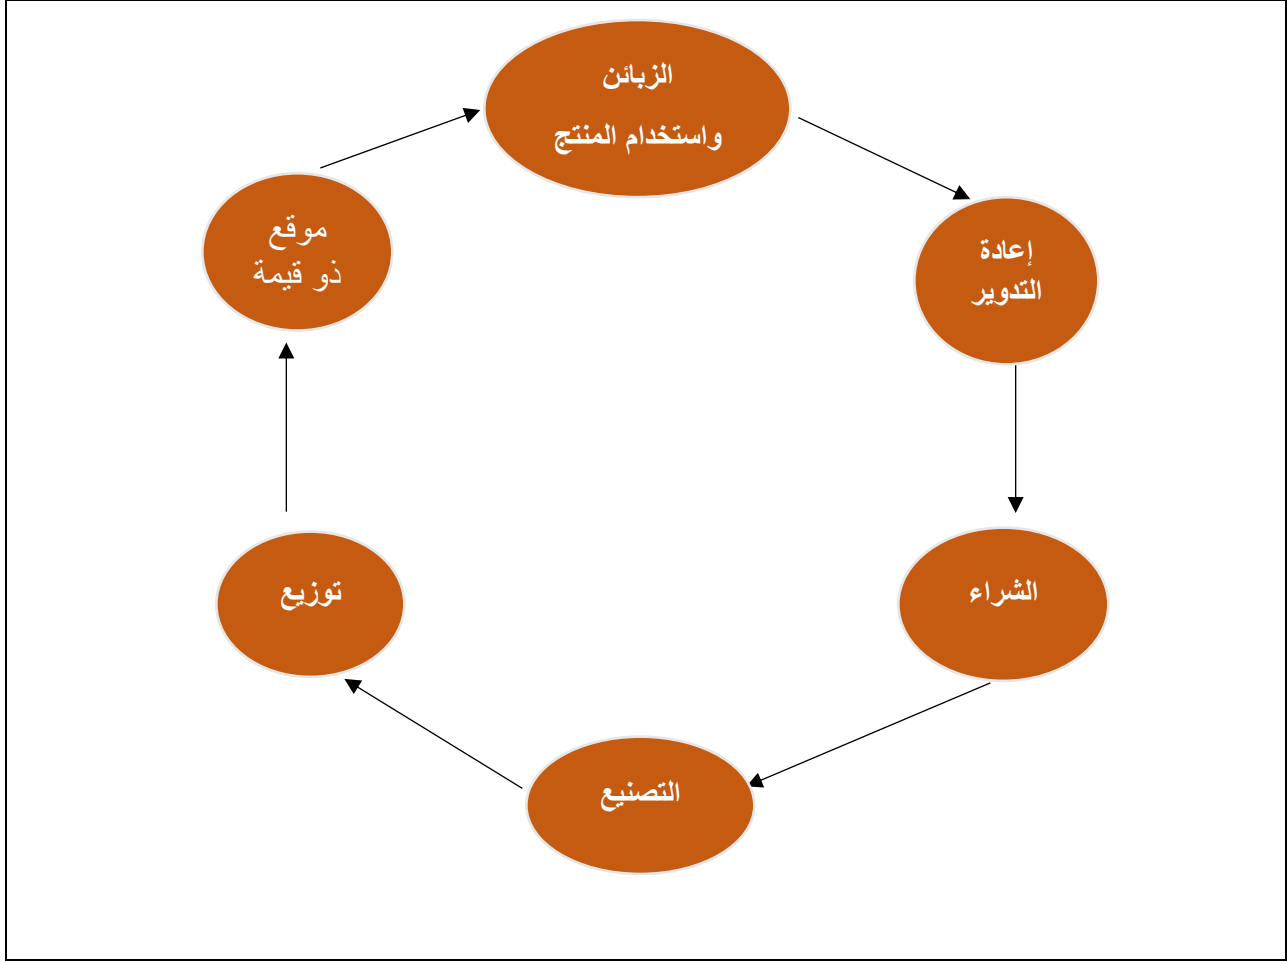 الزبائن
واستخدام المنتج
إعادة
التدوير
الشراء
التصنيع
توزيع
موقع
ذو قيمة